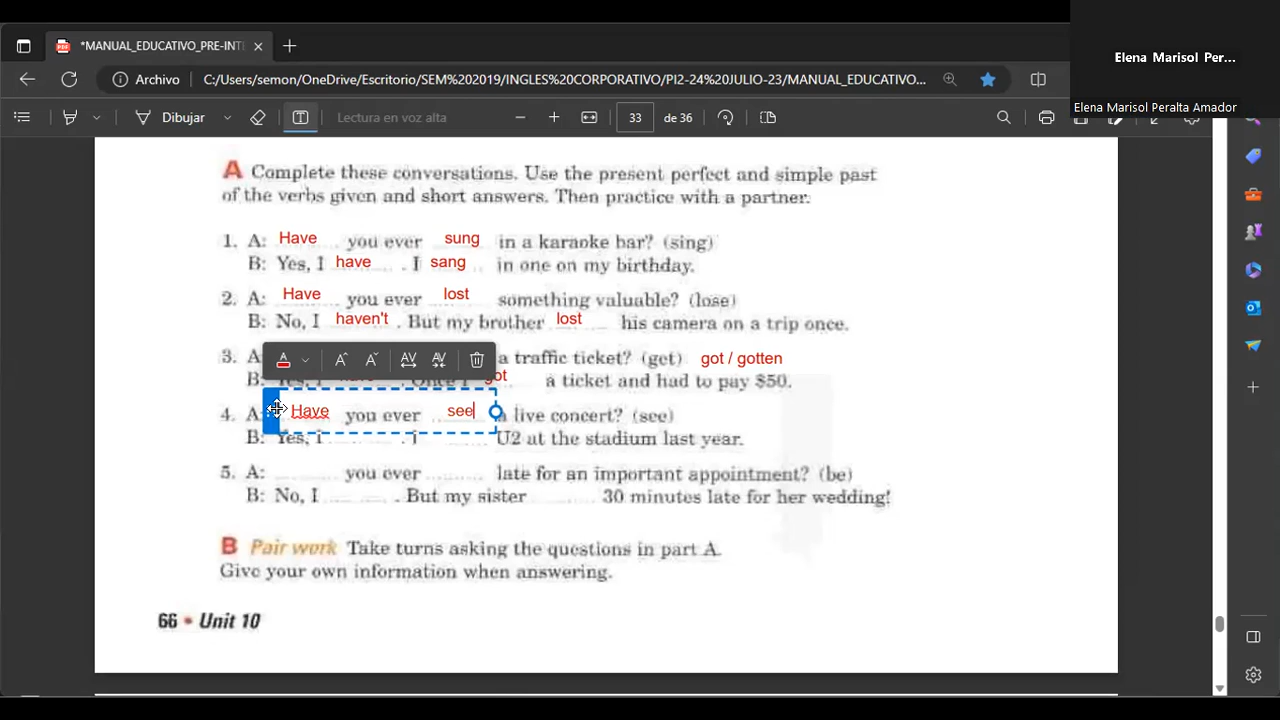 Elena Marisol Per...
Elena Marisol Peralta Amador
*MANUAL_EDUCATIVO_PRE-INTE
Archivo C:/Users/semon/OneDrive/Escritorio/SEM%202019/INGLES%20CORPORATIVO/PI2-24%20JULIO-23/MANUAL_EDUCATIVO...
Dibujar Lectura en voz alta 33 de 36
A Complete these conversations. Use the present perfect and simple past
of the verbs given and short answers. Then practice with a partner.
1. A: Have you ever sung in a karaoke bar? (sing)
B: Yes, I have . I sang in one on my birthday.
2. A: Have you ever lost something valuable? (lose)
B: No, I haven't . But my brother lost his camera on a trip once.
3. A: a traffic ticket? (get) got / gotten
B: Yes, I have . Once I got a ticket and had to pay $50.
4. A: Have you ever see a live concert? (see)
B: Yes, I . I U2 at the stadium last year.
5. A: you ever late for an important appointment? (be)
B: No, I . But my sister 30 minutes late for her wedding!
B Pair work Take turns asking the questions in part A.
Give your own information when answering.
66 • Unit 10